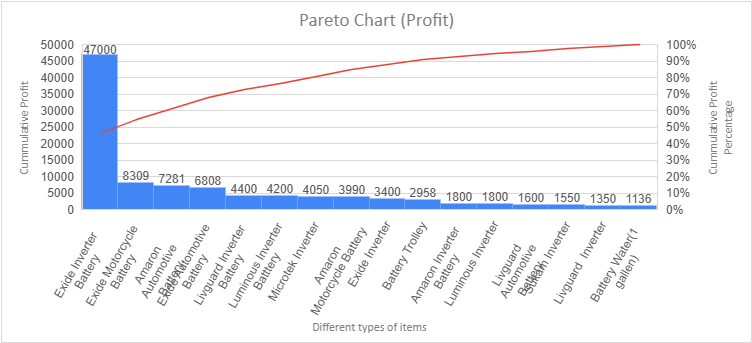 Pareto Chart (Profit)
50000
45000
40000
35000
30000
25000
20000
15000
10000
5000
0
Cummulative Profit
47000
8309
7281
6808
4400
4200
4050
3990
3400
2958
1800
1800
1600
1550
1350
1136
100%
90%
80%
70%
60%
50%
40%
30%
20%
10%
0%
Cummulative Profit
Percentage
Exide Inverter
Battery
Exide Motorcycle
Battery
Amaron
Automotive
Battery
Exide Automotive
Battery
Livguard Inverter
Battery
Luminous Inverter
Battery
Microtek Inverter
Amaron
Motorcycle Battery
Exide Inverter
Battery Trolley
Amaron Inverter
Battery
Luminous Inverter
Livguard
Automotive
Battery
Sukam Inverter
Livguard Inverter
Battery Water(1
gallen)
Different types of items